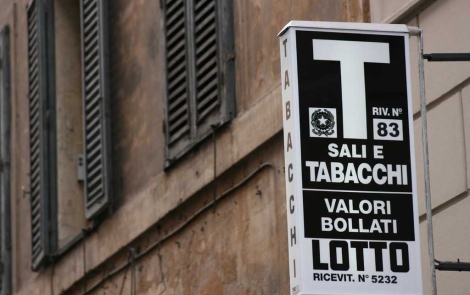 TABACCHI
T
RIV. N°
83
SALI E
TABACCHI
VALORI
BOLLATI
LOTTO
RICEVIT. N° 5232